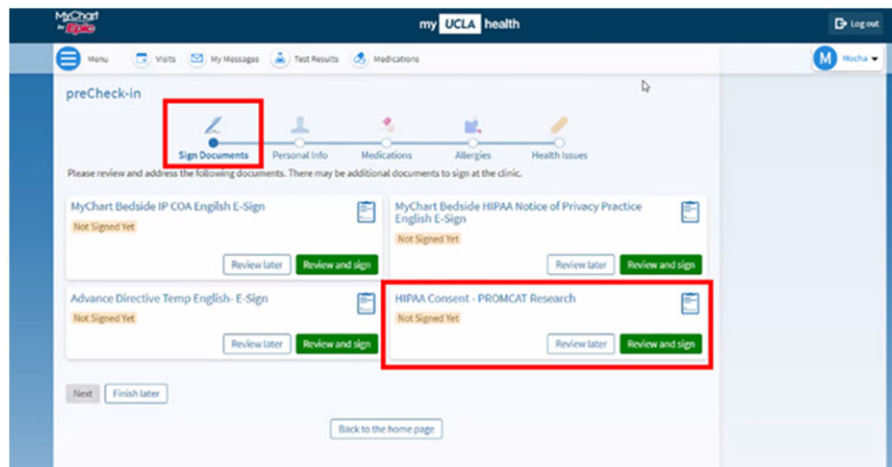 MyChart
by Epic
my UCLA health
Log out
Menu
Visits
My Messages
Test Results
Medications
M
Mocha
preCheck-in
Sign Documents
Personal Info
Medications
Allergies
Health Issues
Please review and address the following documents. There may be additional documents to sign at the clinic.
MyChart Bedside IP COA Engilsh E-Sign
Not Signed Yet
Review later
Review and sign
MyChart Bedside HIPAA Notice of Privacy Practice
English E-Sign
Not Signed Yet
Review later
Review and sign
Advance Directive Temp English- E-Sign
Not Signed Yet
Review later
Review and sign
HIPAA Consent - PROMCAT Research
Not Signed Yet
Review later
Review and sign
Next
Finish later
Back to the home page